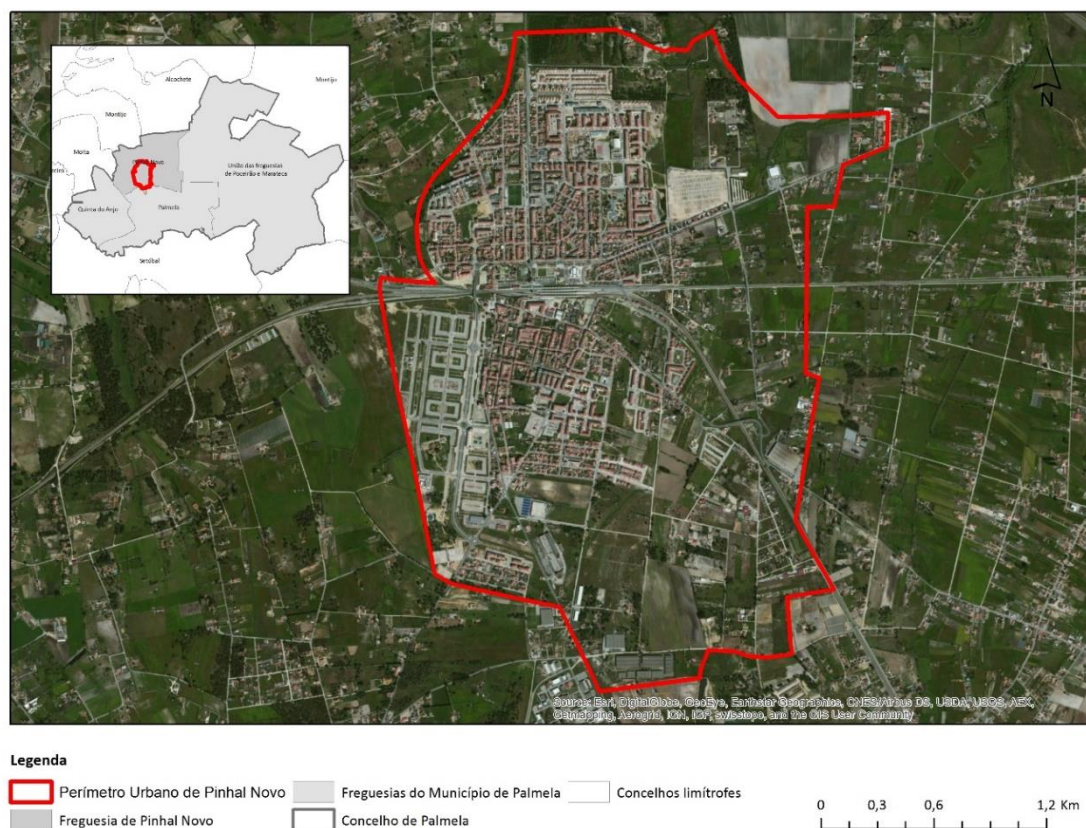 Alcochete
Montijo
Montijo
Moita
Pinhal Novo
União das Freguesias
de Poceirão e Marateca
Quinta do Anjo
Palmela
Setúbal
N
Source: Esri, DigitalGlobe, GeoEye, Earthstar Geographics, CNES/Airbus DS, USDA, USGS, AEX,
Getmapping, Aerogrid, IGN, IGP, swisstopo, and the GIS User Community
Legenda
Perímetro Urbano de Pinhal Novo
Freguesias do Município de Palmela
Concelhos limítrofes
Freguesia de Pinhal Novo
Concelho de Palmela
0 0,3 0,6 1,2 Km